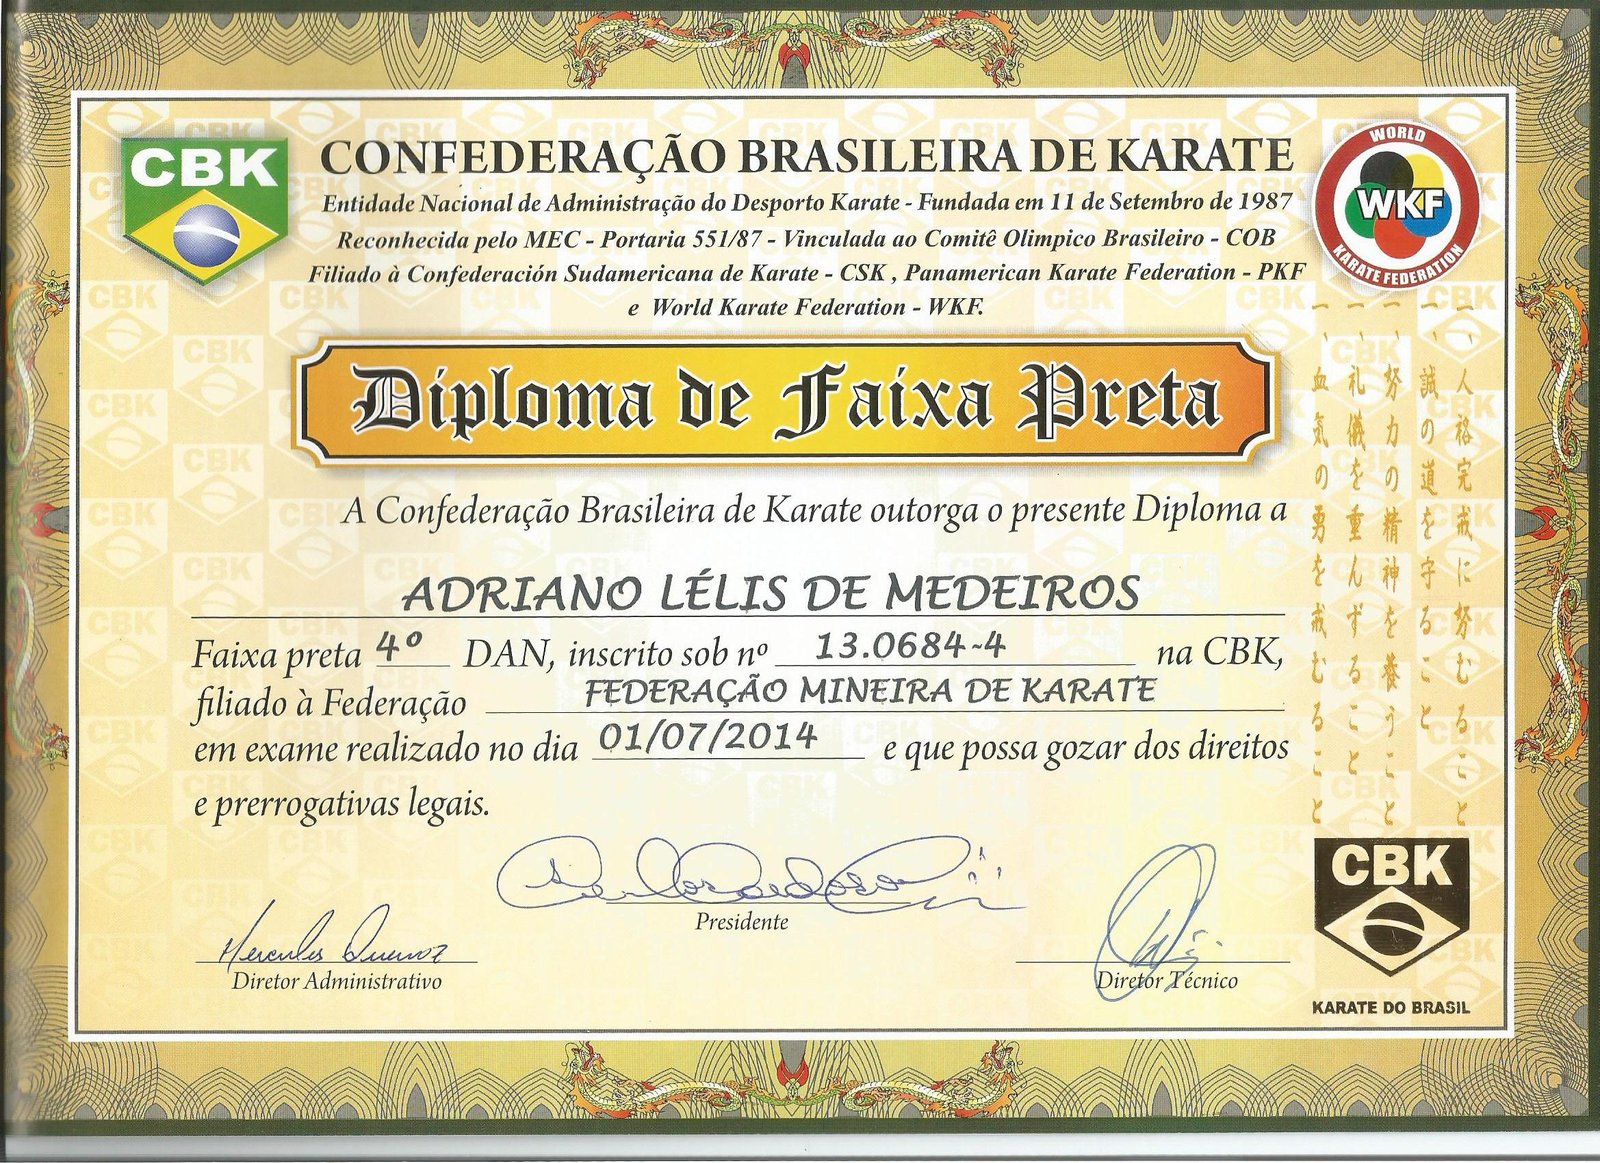 CBK
CONFEDERAÇÃO BRASILEIRA DE KARATE
Entidade Nacional de Administração do Desporto Karate - Fundada em 11 de Setembro de 1987
Reconhecida pelo MEC - Portaria 551/87 - Vinculada ao Comitê Olimpico Brasileiro - COB
Filiado à Confederación Sudamericana de Karate - CSK , Panamerican Karate Federation - PKF
e World Karate Federation - WKF.
WORLD
WKF
KARATE FEDERATION
Diploma de Faixa Preta
A Confederação Brasileira de Karate outorga o presente Diploma a
ADRIANO LÉLIS DE MEDEIROS
Faixa preta 4º DAN, inscrito sob nº 13.0684-4 na CBK,
filiado à Federação FEDERAÇÃO MINEIRA DE KARATE
em exame realizado no dia 01/07/2014 e que possa gozar dos direitos
e prerrogativas legais.
一、人格完成に努むること
一、誠の道を守ること
一、努力の精神を養うこと
一、礼儀を重んずること
一、血気の勇を戒むること
Presidente
Diretor Administrativo
Diretor Técnico
CBK
KARATE DO BRASIL